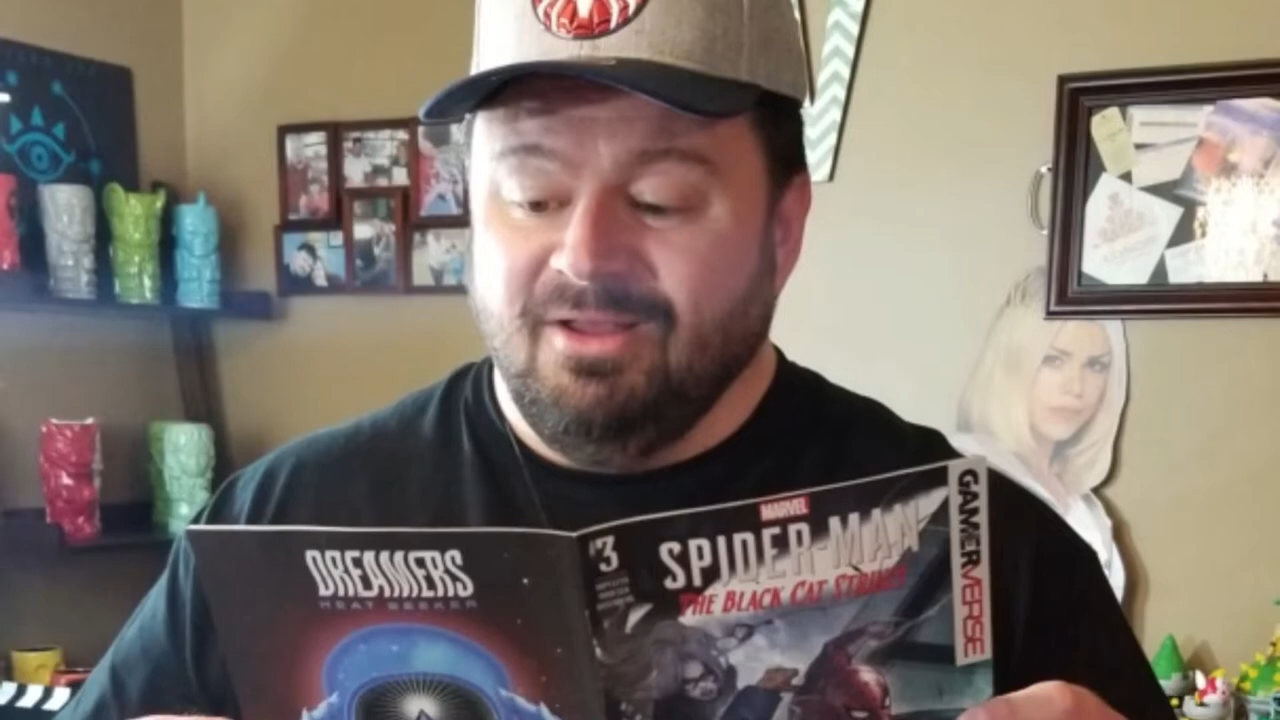 DREAMERS
HEAT SEEKER
#3
MARVEL
SPIDER-MAN
THE BLACK CAT STRIKES
GAMERVERSE